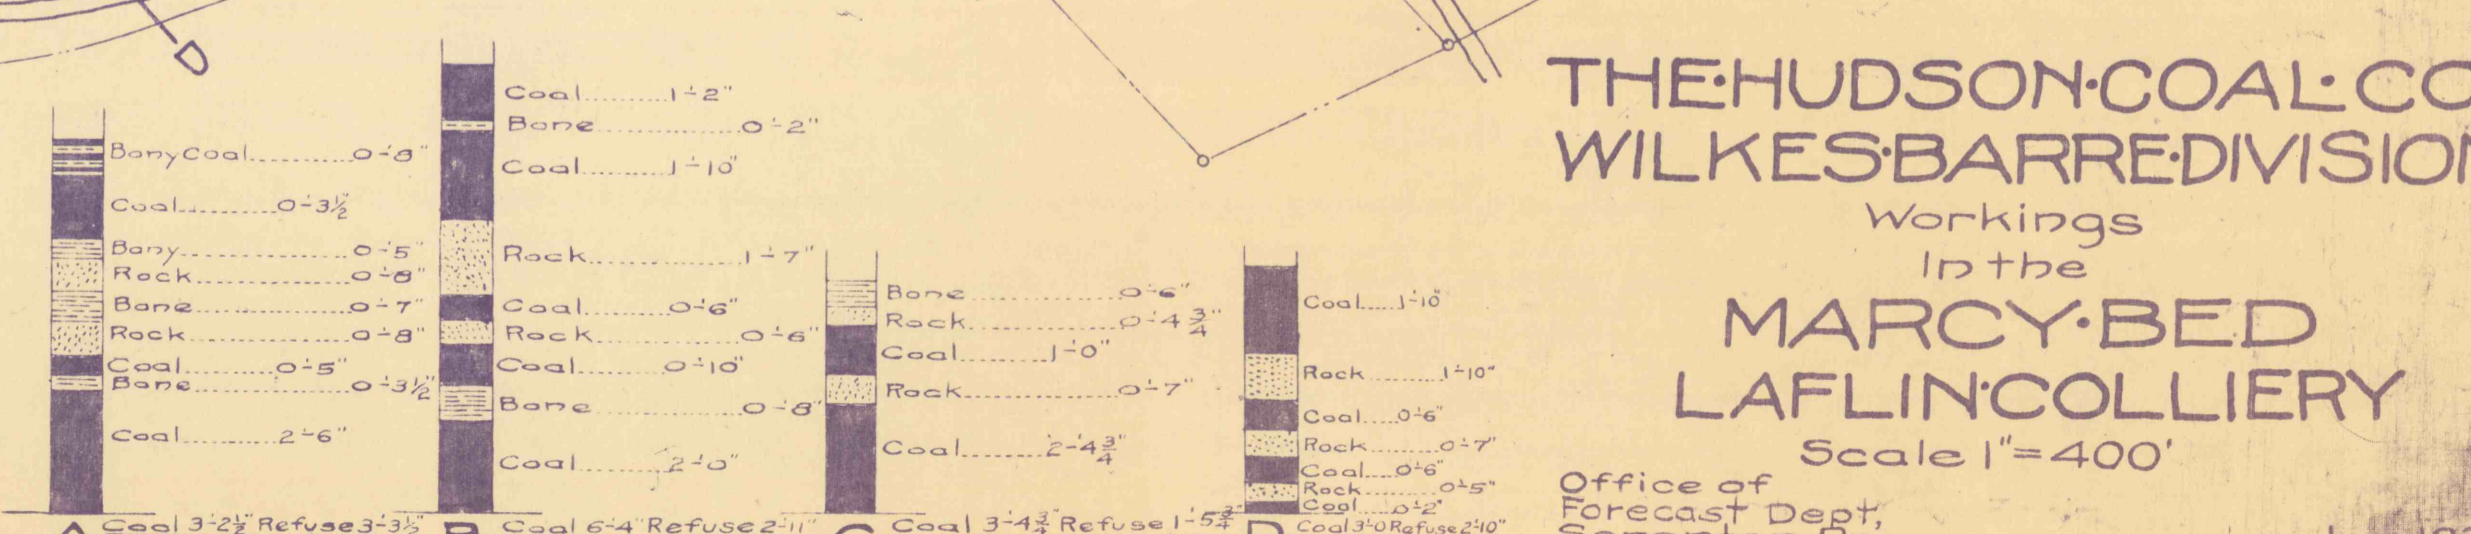 D
BonyCoal..........0'-8"
Coal..........0'-3½"
Bony..........0'-5"
Rock..........0'-8"
Bone..........0'-7"
Rock..........0'-8"
Coal..........0'-5"
Bone..........0'-3½"
Coal..........2'-6"
A Coal 3'-2½" Refuse 3'-3½"
Coal..........1'-2"
Bone..........0'-2"
Coal..........1'-10"
Rock..........1'-7"
Coal..........0'-6"
Rock..........0'-6"
Coal..........0'-10"
Bone..........0'-8"
Coal..........2'-0"
B Coal 6'-4" Refuse 2'-11"
Bone..........0'-6"
Rock..........0'-4¾"
Coal..........1'-0"
Rock..........0'-7"
Coal..........2'-4¾"
C Coal 3'-4¾" Refuse 1'-5¾"
Coal.....1'-10"
Rock..........1'-10"
Coal.....0'-6"
Rock..........0'-7"
Coal.....0'-6"
Rock..........0'-5"
Coal.....0'-2"
D Coal 3'-0 Refuse 2'-10"
THE·HUDSON·COAL·CO
WILKES·BARRE·DIVISION
Workings
In the
MARCY·BED
LAFLIN·COLLIERY
Scale 1"=400'
Office of
Forecast Dept,